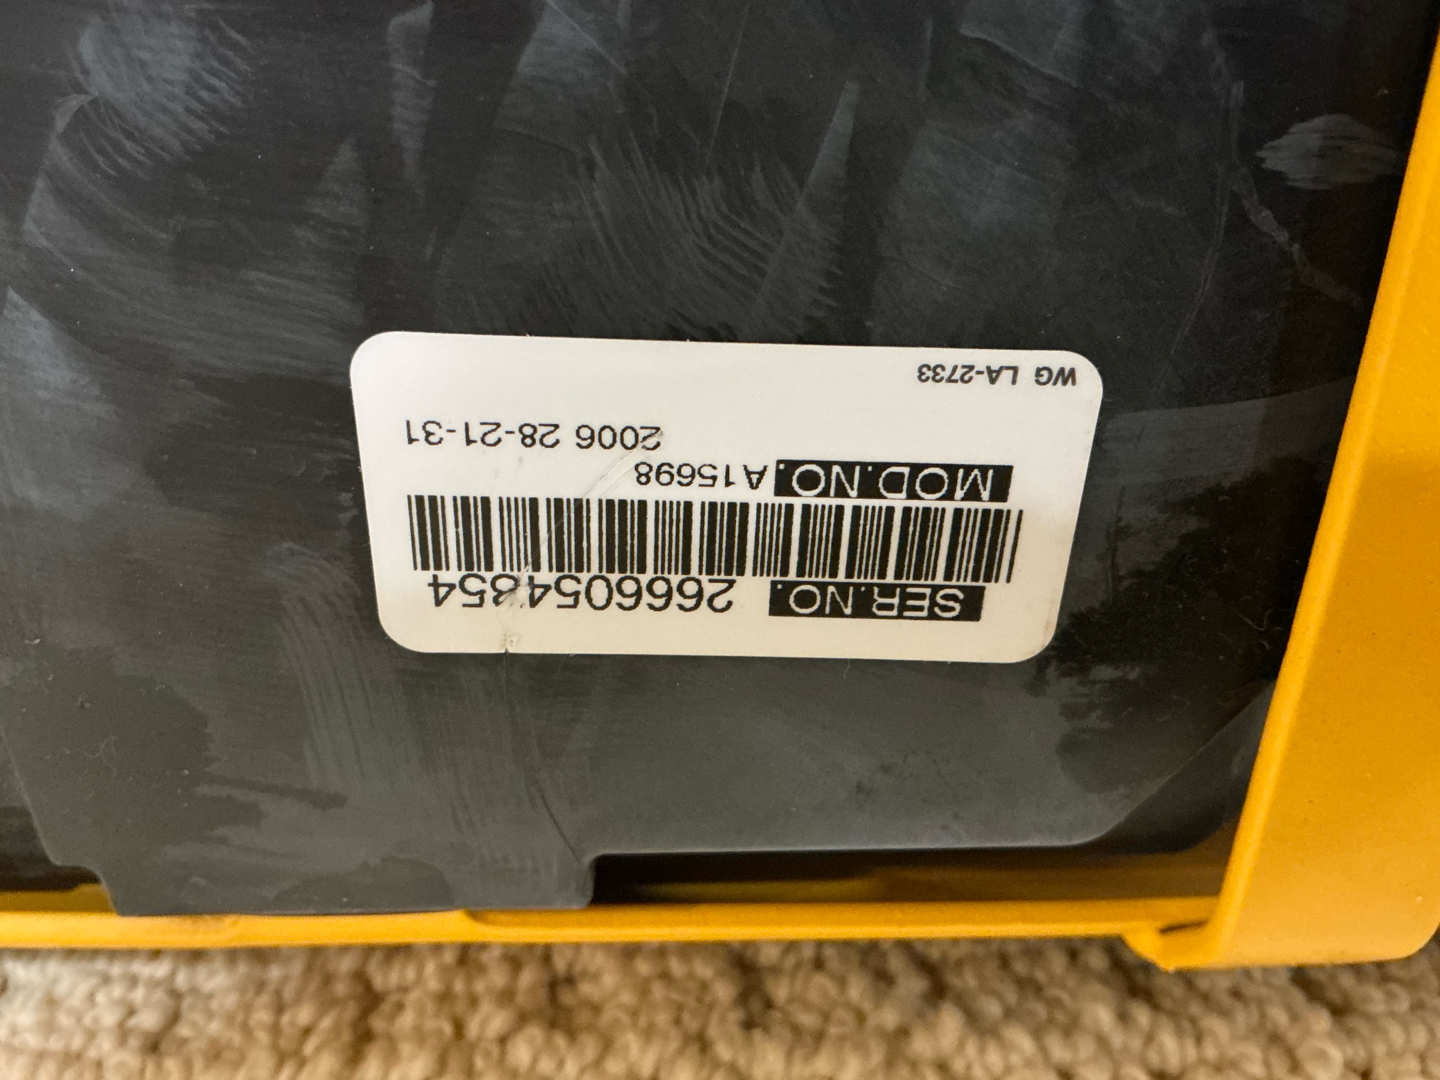 SER.NO. 2666054854
MOD.NO. A15698
2006 28-21-31
WG LA-2733